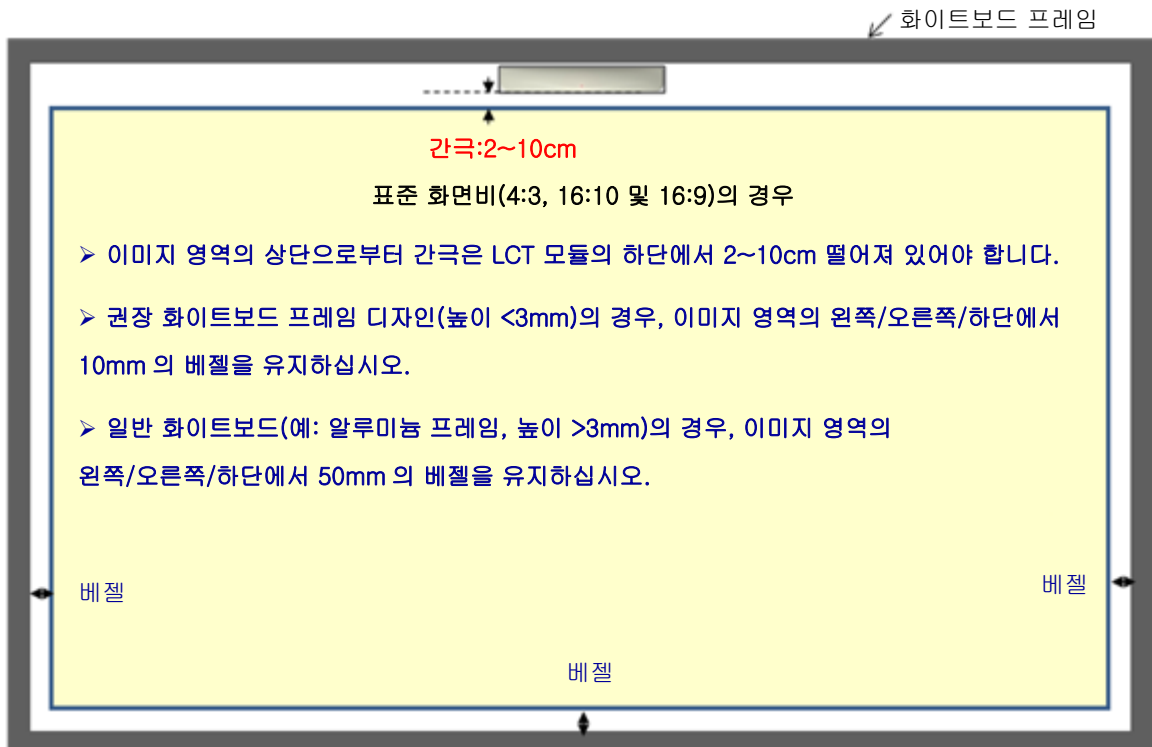 화이트보드 프레임
간극:2~10cm
표준 화면비(4:3, 16:10 및 16:9)의 경우
➢ 이미지 영역의 상단으로부터 간극은 LCT 모듈의 하단에서 2~10cm 떨어져 있어야 합니다.
➢ 권장 화이트보드 프레임 디자인(높이 <3mm)의 경우, 이미지 영역의 왼쪽/오른쪽/하단에서
10mm 의 베젤을 유지하십시오.
➢ 일반 화이트보드(예: 알루미늄 프레임, 높이 >3mm)의 경우, 이미지 영역의
왼쪽/오른쪽/하단에서 50mm 의 베젤을 유지하십시오.
베젤
베젤
베젤